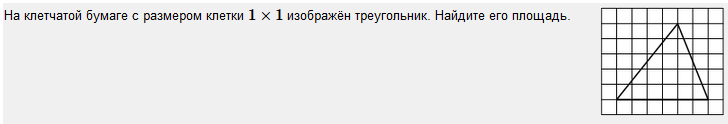 На клетчатой бумаге с размером клетки 1 × 1 изображён треугольник. Найдите его площадь.